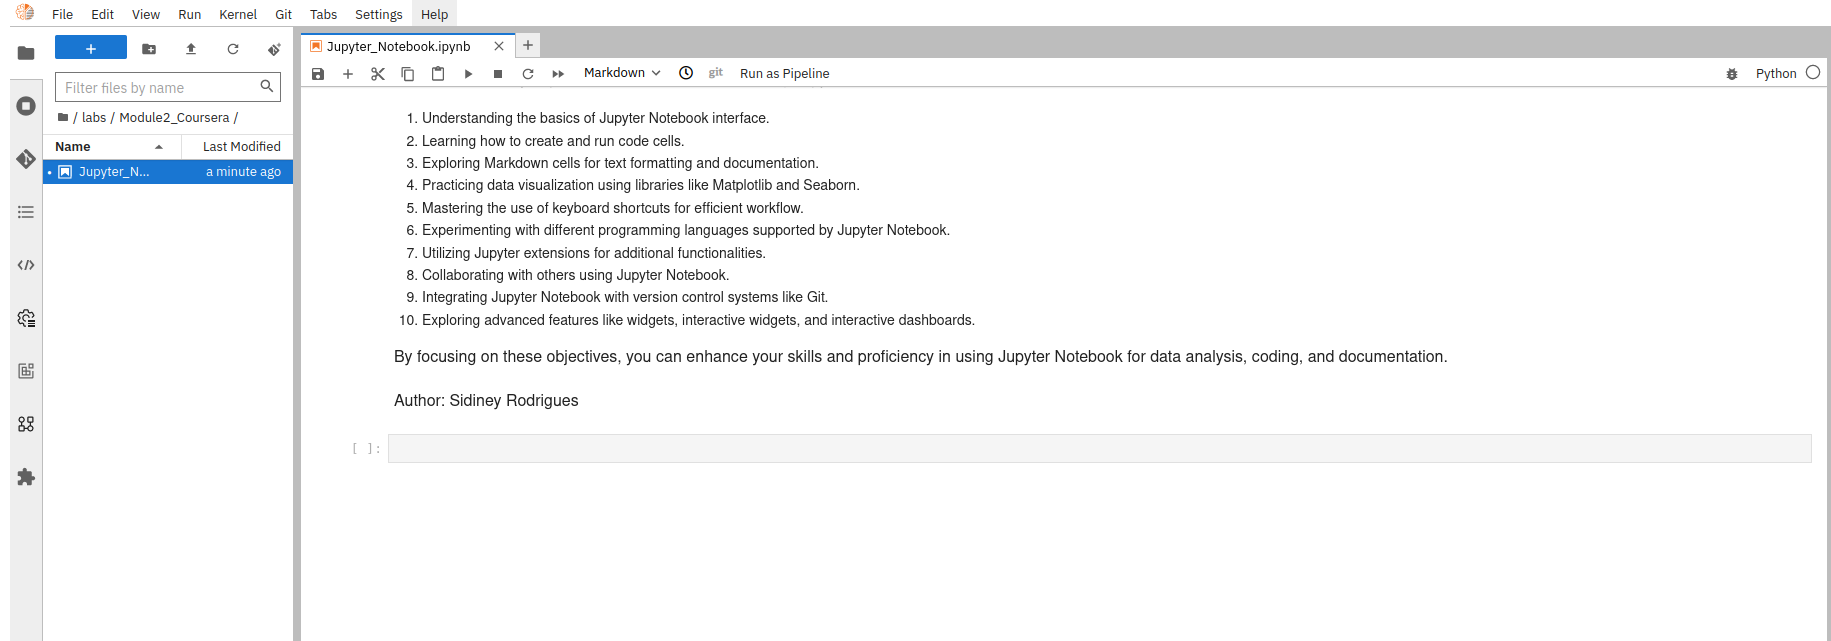 File Edit View Run Kernel Git Tabs Settings Help
Jupyter_Notebook.ipynb
Markdown
git
Run as Pipeline
Python
Filter files by name
/ labs / Module2_Coursera /
Name Last Modified
Jupyter_N... a minute ago
1. Understanding the basics of Jupyter Notebook interface.
2. Learning how to create and run code cells.
3. Exploring Markdown cells for text formatting and documentation.
4. Practicing data visualization using libraries like Matplotlib and Seaborn.
5. Mastering the use of keyboard shortcuts for efficient workflow.
6. Experimenting with different programming languages supported by Jupyter Notebook.
7. Utilizing Jupyter extensions for additional functionalities.
8. Collaborating with others using Jupyter Notebook.
9. Integrating Jupyter Notebook with version control systems like Git.
10. Exploring advanced features like widgets, interactive widgets, and interactive dashboards.
By focusing on these objectives, you can enhance your skills and proficiency in using Jupyter Notebook for data analysis, coding, and documentation.
Author: Sidiney Rodrigues
[ ]: